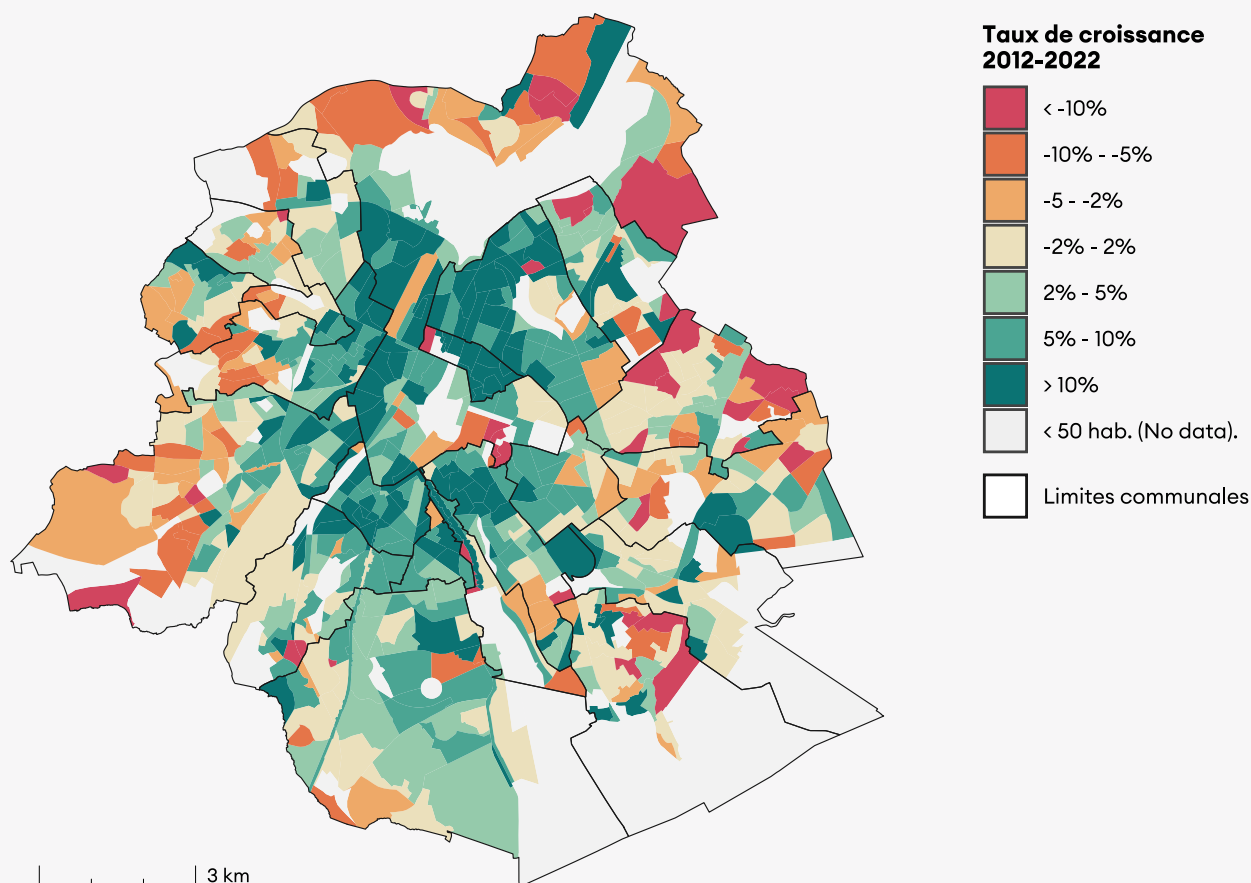 Taux de croissance
2012-2022
< -10%
-10% - -5%
-5 - -2%
-2% - 2%
2% - 5%
5% - 10%
> 10%
< 50 hab. (No data).
Limites communales
3 km